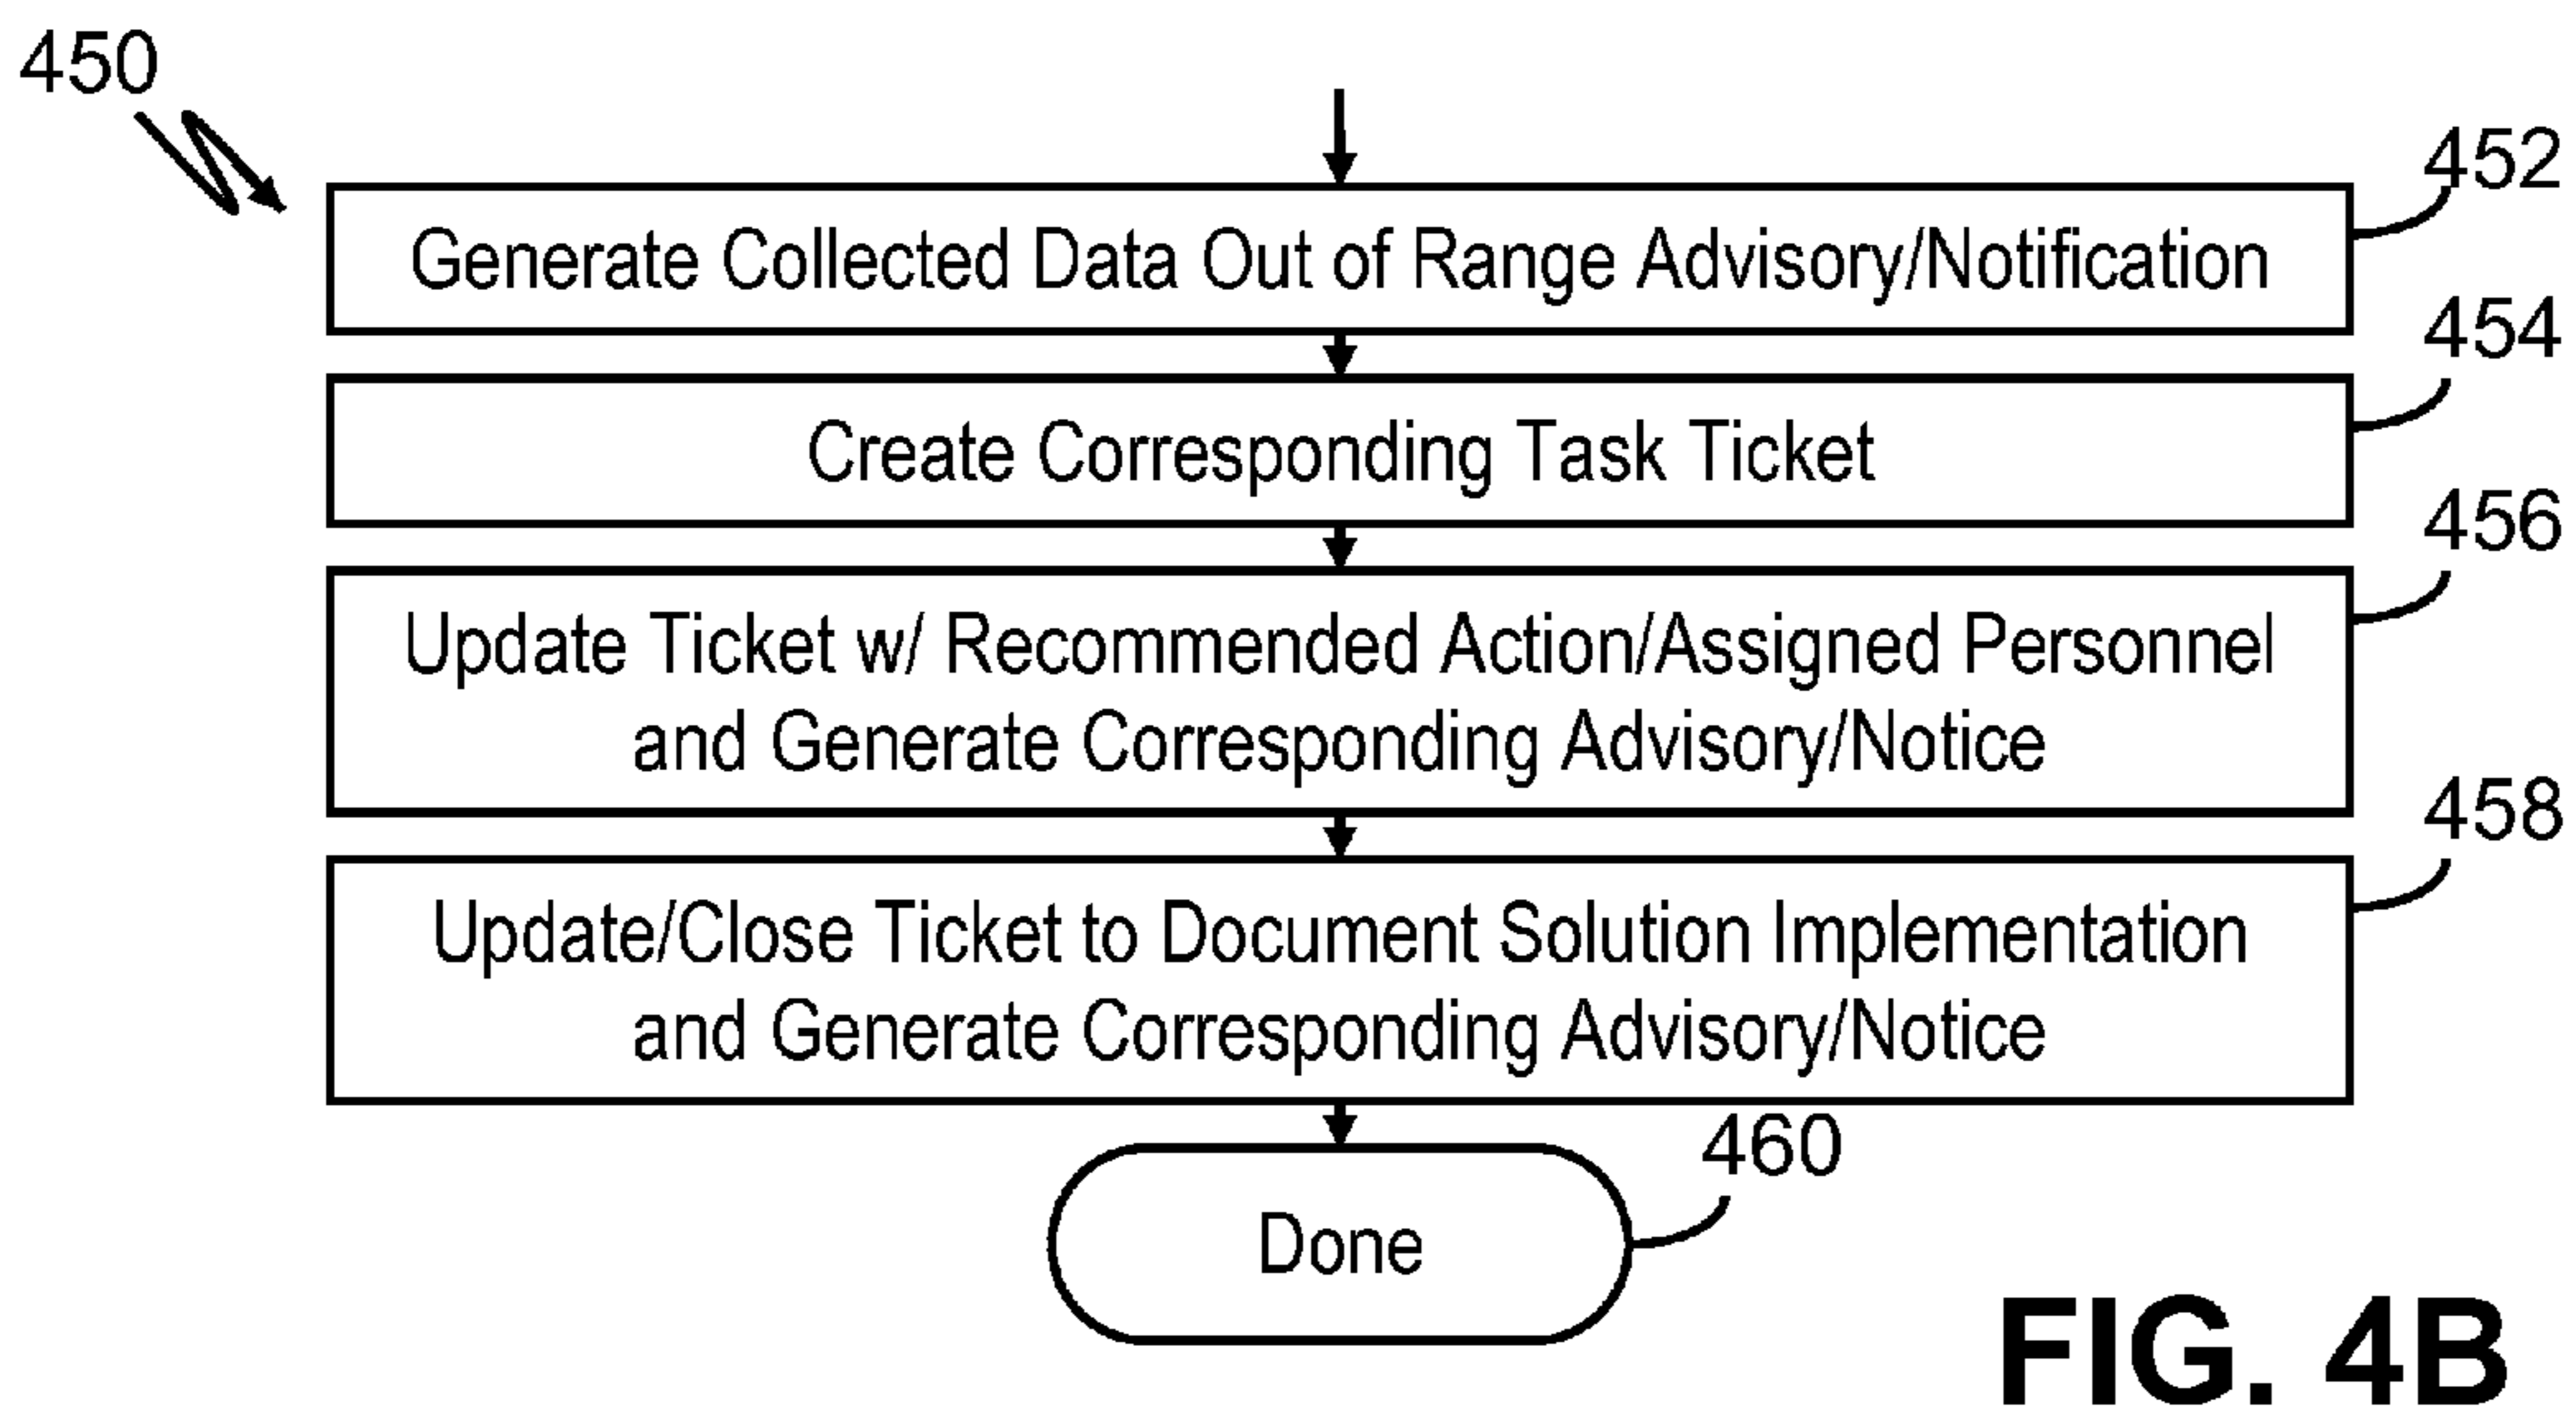 450
452
Generate Collected Data Out of Range Advisory/Notification
454
Create Corresponding Task Ticket
456
Update Ticket w/ Recommended Action/Assigned Personnel
and Generate Corresponding Advisory/Notice
458
Update/Close Ticket to Document Solution Implementation
and Generate Corresponding Advisory/Notice
460
Done
FIG. 4B